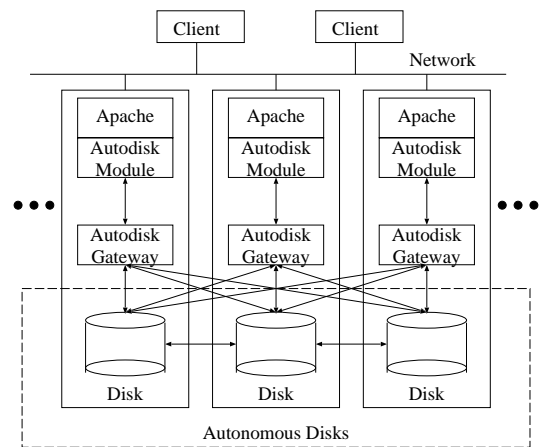 Client Client
Network
Apache Apache Apache
Autodisk Autodisk Autodisk
Module Module Module
Autodisk Autodisk Autodisk
Gateway Gateway Gateway
Disk Disk Disk
Autonomous Disks